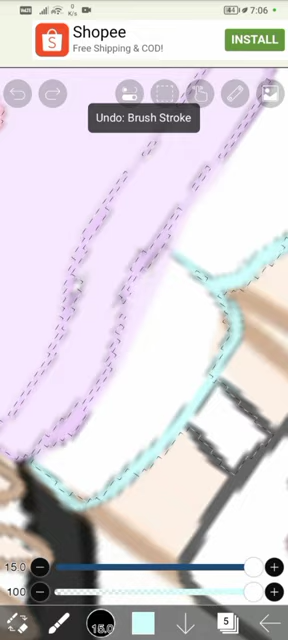 7:06
Shopee
Free Shipping & COD!
INSTALL
Undo: Brush Stroke
15.0
100
15.0
5